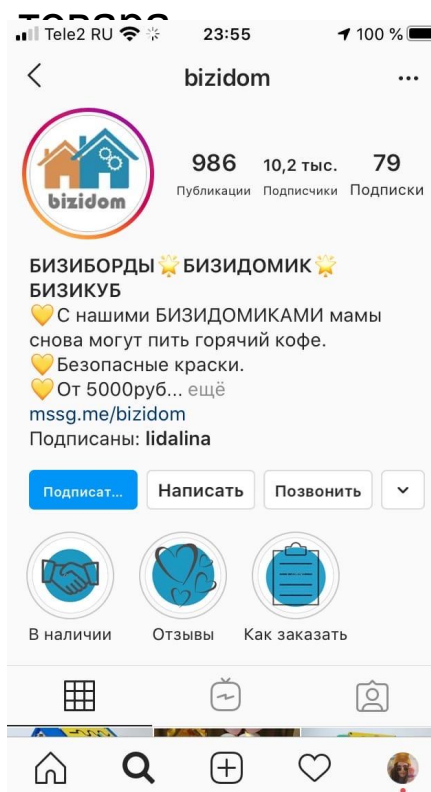 товара
Tele2 RU 23:55 100 %
bizidom
bizidom
986 10,2 тыс. 79
Публикации Подписчики Подписки
БИЗИБОРДЫ🌟БИЗИДОМИК🌟
БИЗИКУБ
💛С нашими БИЗИДОМИКАМИ мамы
снова могут пить горячий кофе.
💛Безопасные краски.
💛От 5000руб... ещё
mssg.me/bizidom
Подписаны: lidalina
Подписат... Написать Позвонить
В наличии Отзывы Как заказать